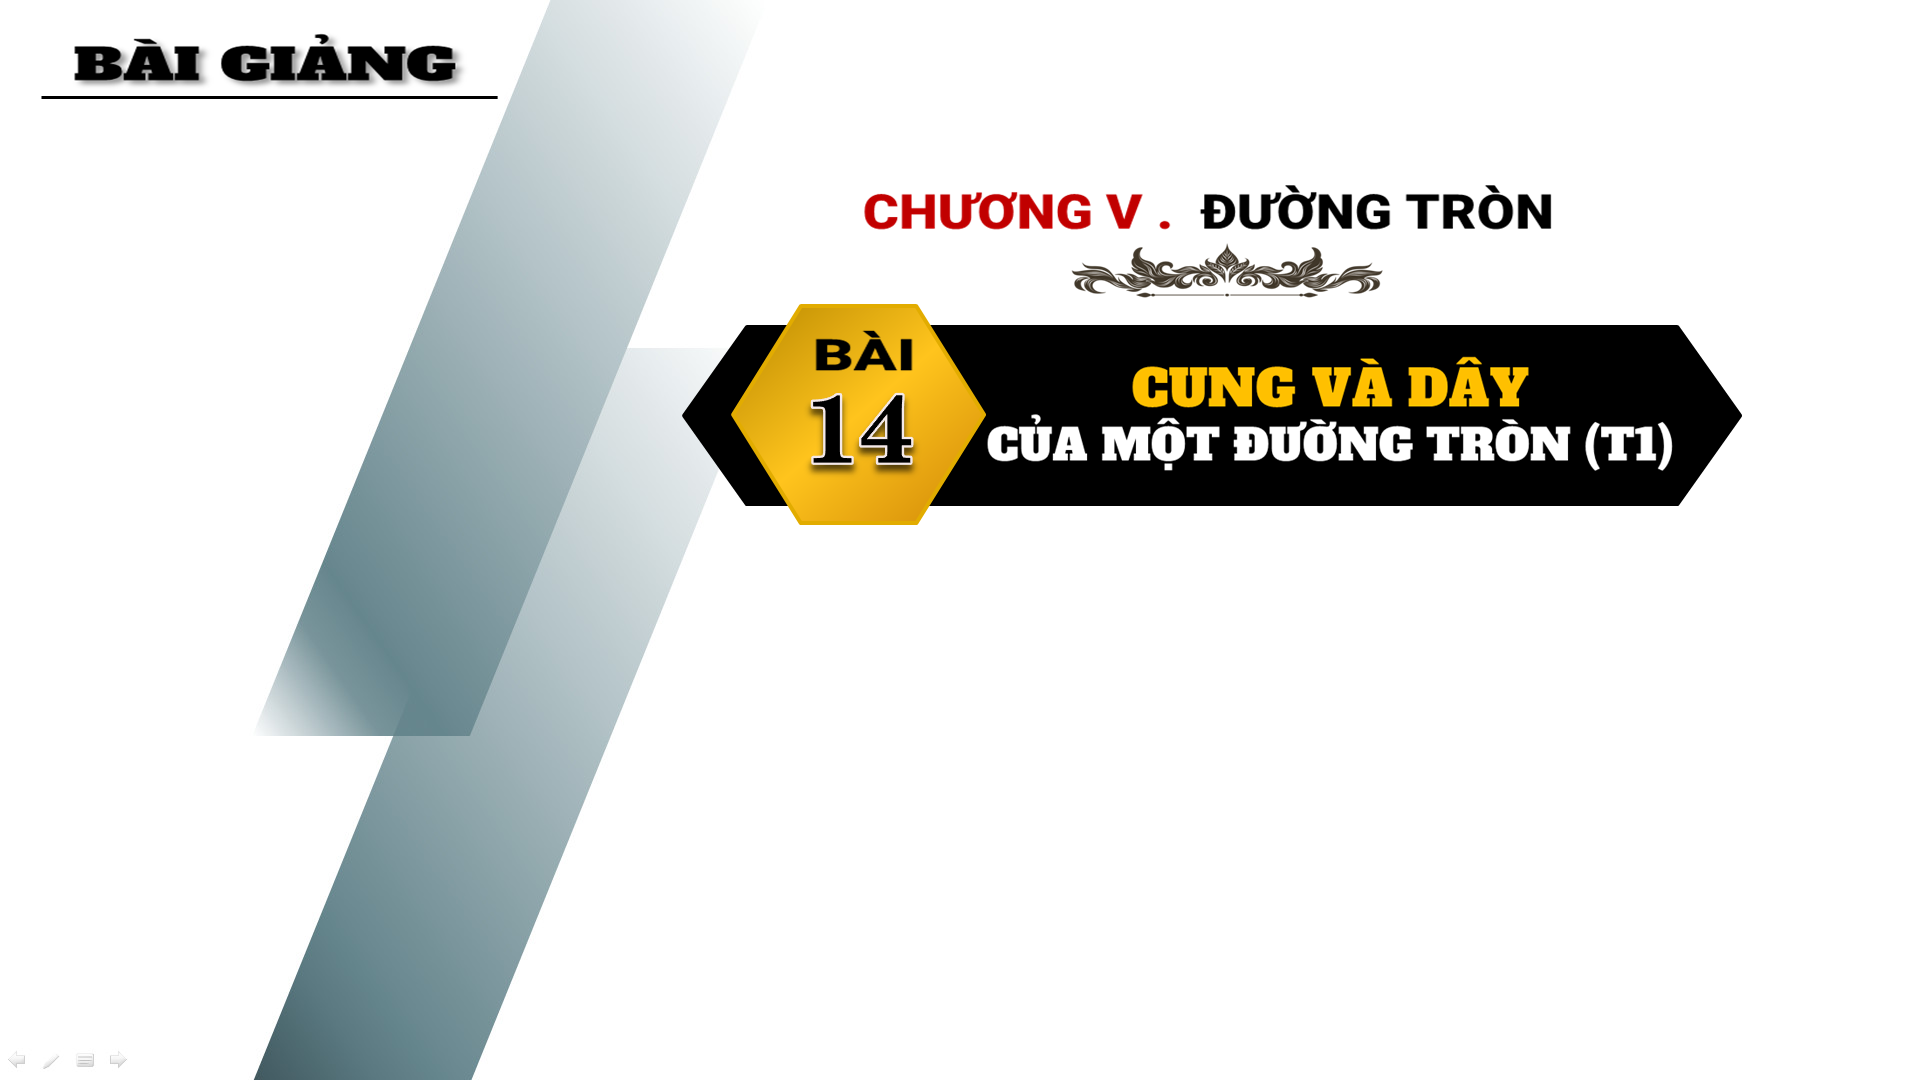 BÀI GIẢNG
CHƯƠNG V . ĐƯỜNG TRÒN
BÀI
14
CUNG VÀ DÂY
CỦA MỘT ĐƯỜNG TRÒN (T1)